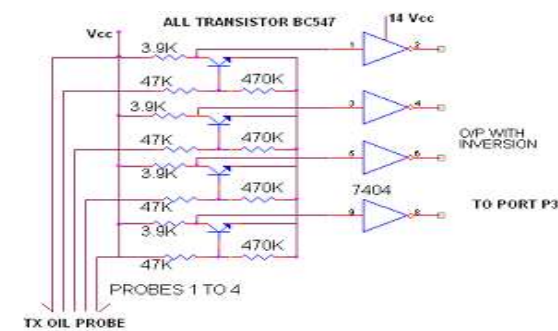 ALL TRANSISTOR BC547
14 Vcc
Vcc
3.9K
1
2
47K
470K
3.9K
3
4
47K
470K
O/P WITH
INVERSION
3.9K
5
6
47K
470K
7404
TO PORT P3
3.9K
9
8
47K
470K
PROBES 1 TO 4
TX OIL PROBE